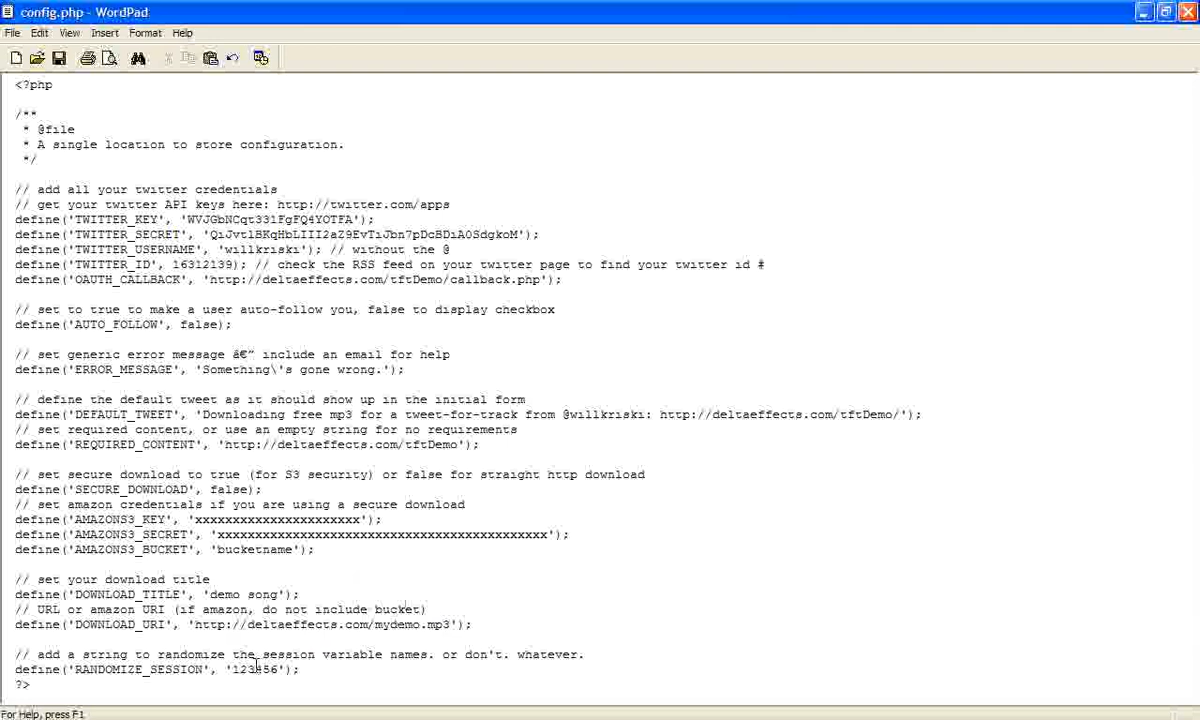 config.php - WordPad
File Edit View Insert Format Help
<?php
/**
* @file
* A single location to store configuration.
*/
// add all your twitter credentials
// get your twitter API keys here: http://twitter.com/apps
define('TWITTER_KEY', 'WVJGbNCqt331FgFQ4YOTFA');
define('TWITTER_SECRET', 'QiJvtlBKqHbLIII2aZ9EvTiJbn7pDcBDiA0SdgkoM');
define('TWITTER_USERNAME', 'willkriski'); // without the @
define('TWITTER_ID', 16312139); // check the RSS feed on your twitter page to find your twitter id #
define('OAUTH_CALLBACK', 'http://deltaeffects.com/tftDemo/callback.php');
// set to true to make a user auto-follow you, false to display checkbox
define('AUTO_FOLLOW', false);
// set generic error message â€” include an email for help
define('ERROR_MESSAGE', 'Something\'s gone wrong.');
// define the default tweet as it should show up in the initial form
define('DEFAULT_TWEET', 'Downloading free mp3 for a tweet-for-track from @willkriski: http://deltaeffects.com/tftDemo/');
// set required content, or use an empty string for no requirements
define('REQUIRED_CONTENT', 'http://deltaeffects.com/tftDemo');
// set secure download to true (for S3 security) or false for straight http download
define('SECURE_DOWNLOAD', false);
// set amazon credentials if you are using a secure download
define('AMAZONS3_KEY', 'xxxxxxxxxxxxxxxxxxxxxx');
define('AMAZONS3_SECRET', 'xxxxxxxxxxxxxxxxxxxxxxxxxxxxxxxxxxxxxxxxxxxx');
define('AMAZONS3_BUCKET', 'bucketname');
// set your download title
define('DOWNLOAD_TITLE', 'demo song');
// URL or amazon URI (if amazon, do not include bucket)
define('DOWNLOAD_URI', 'http://deltaeffects.com/mydemo.mp3');
// add a string to randomize the session variable names. or don't. whatever.
define('RANDOMIZE_SESSION', '123456');
?>
For Help, press F1